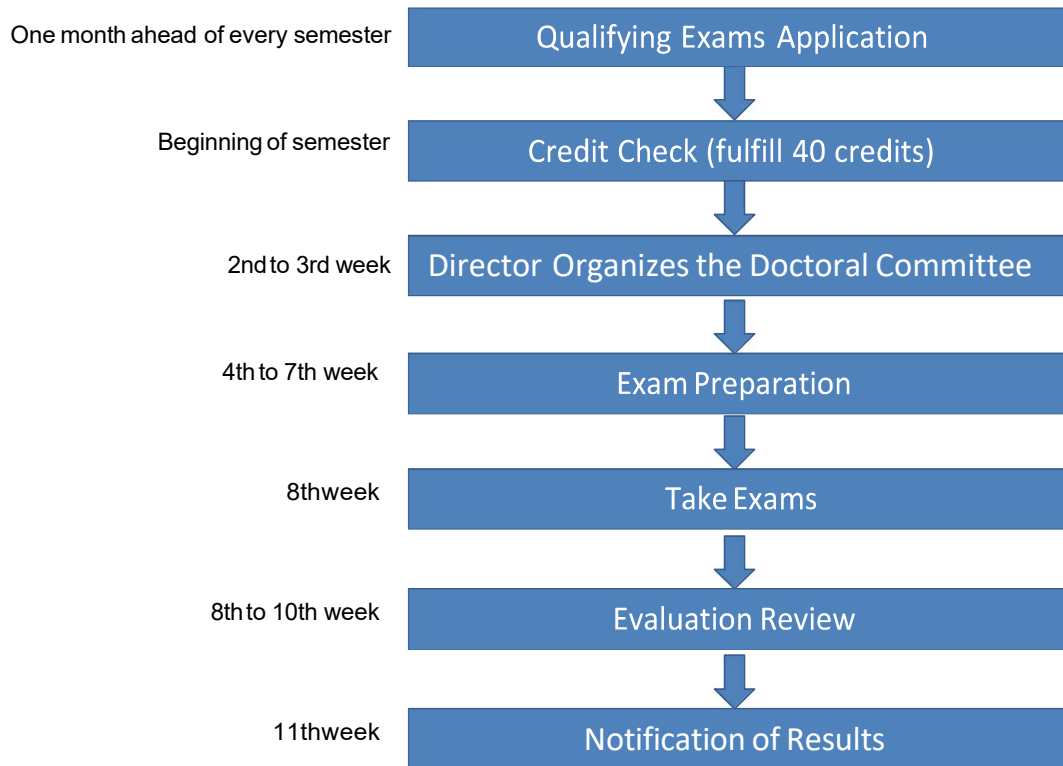 One month ahead of every semester
Qualifying Exams Application
Beginning of semester
Credit Check (fulfill 40 credits)
2nd to 3rd week
Director Organizes the Doctoral Committee
4th to 7th week
Exam Preparation
8thweek
Take Exams
8th to 10th week
Evaluation Review
11thweek
Notification of Results